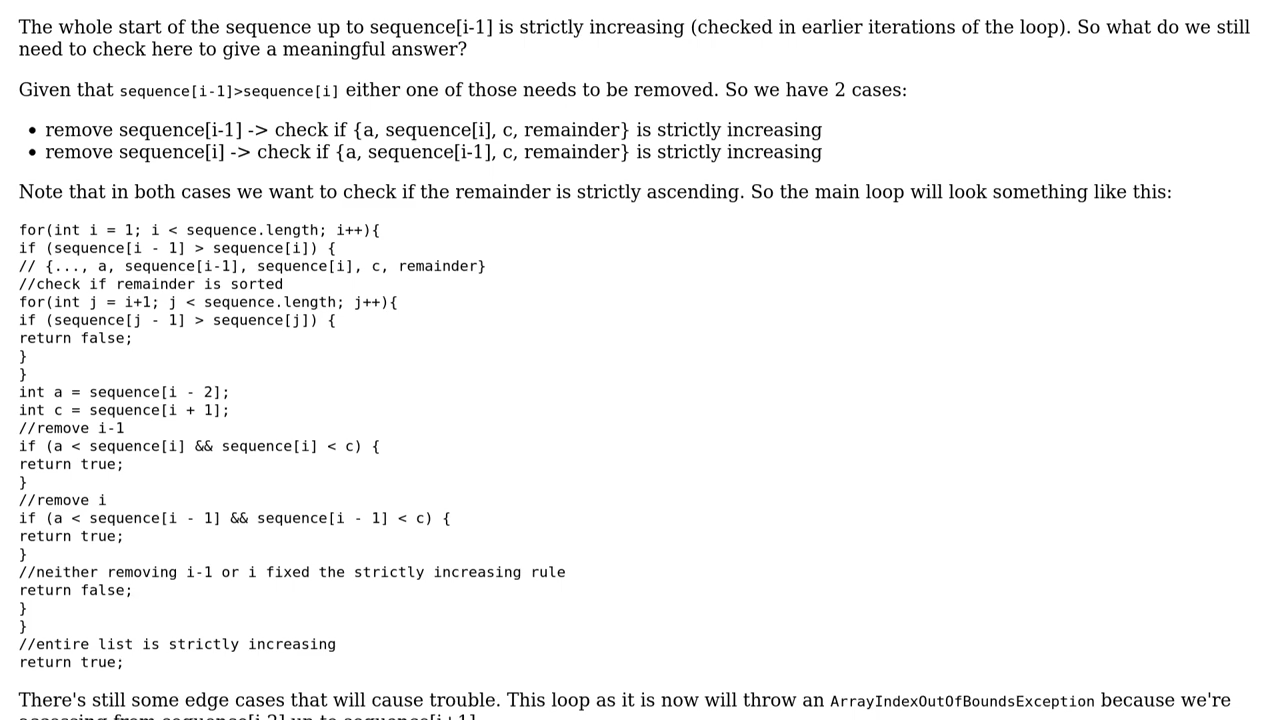 The whole start of the sequence up to sequence[i-1] is strictly increasing (checked in earlier iterations of the loop). So what do we still
need to check here to give a meaningful answer?
Given that sequence[i-1]>sequence[i] either one of those needs to be removed. So we have 2 cases:
• remove sequence[i-1] -> check if {a, sequence[i], c, remainder} is strictly increasing
• remove sequence[i] -> check if {a, sequence[i-1], c, remainder} is strictly increasing
Note that in both cases we want to check if the remainder is strictly ascending. So the main loop will look something like this:
for(int i = 1; i < sequence.length; i++){
if (sequence[i - 1] > sequence[i]) {
// {..., a, sequence[i-1], sequence[i], c, remainder}
//check if remainder is sorted
for(int j = i+1; j < sequence.length; j++){
if (sequence[j - 1] > sequence[j]) {
return false;
}
}
int a = sequence[i - 2];
int c = sequence[i + 1];
//remove i-1
if (a < sequence[i] && sequence[i] < c) {
return true;
}
//remove i
if (a < sequence[i - 1] && sequence[i - 1] < c) {
return true;
}
//neither removing i-1 or i fixed the strictly increasing rule
return false;
}
}
//entire list is strictly increasing
return true;
There's still some edge cases that will cause trouble. This loop as it is now will throw an ArrayIndexOutOfBoundsException because we're
accessing from sequence[i-2] up to sequence[i+1]